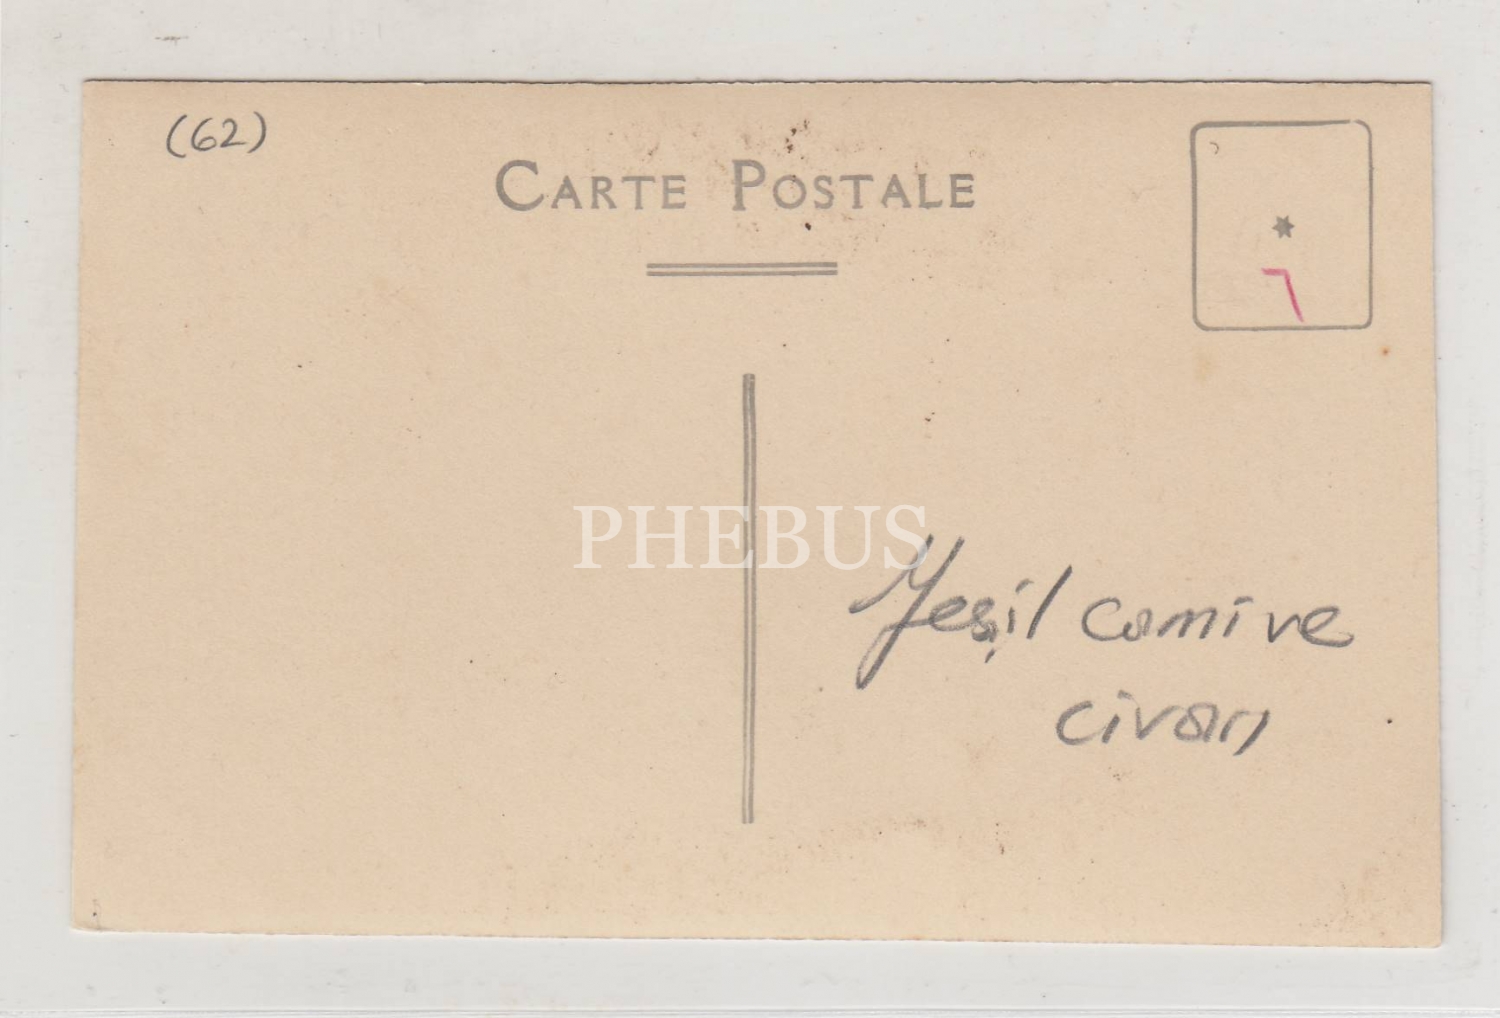 (62)
CARTE POSTALE
PHEBUS
Yeşil cami ve
civarı